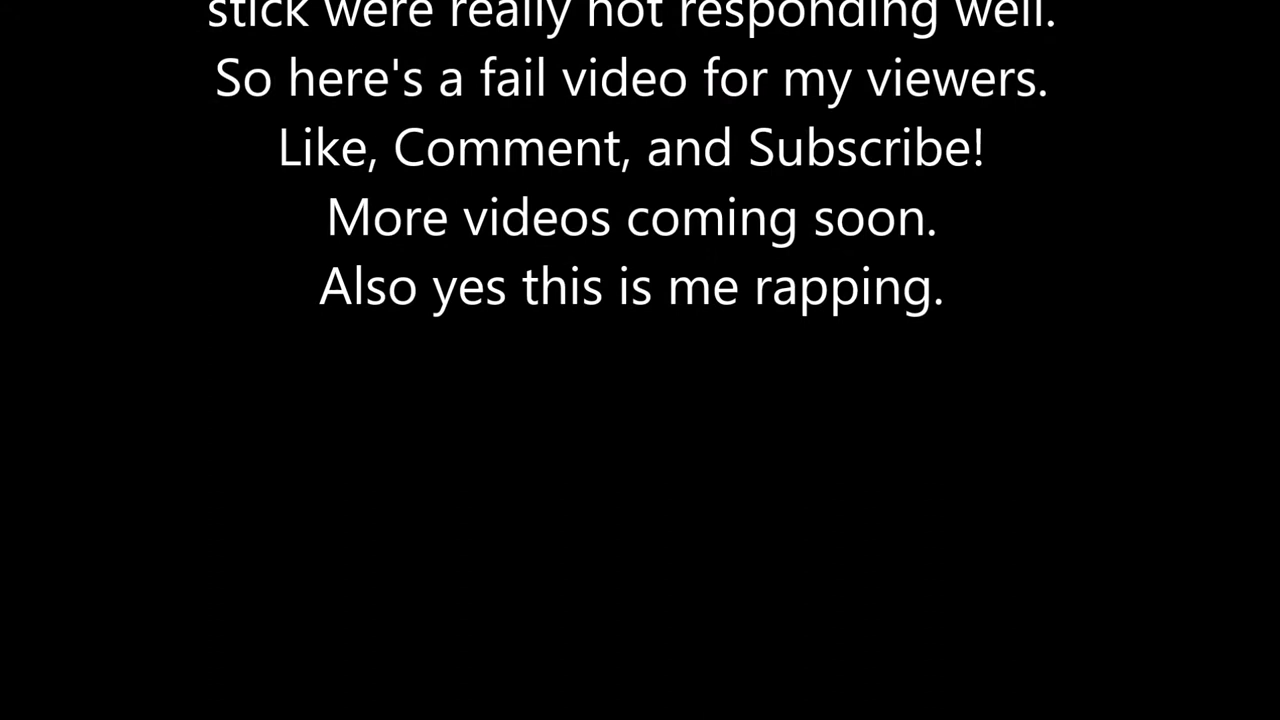 stick were really not responding well.
So here's a fail video for my viewers.
Like, Comment, and Subscribe!
More videos coming soon.
Also yes this is me rapping.